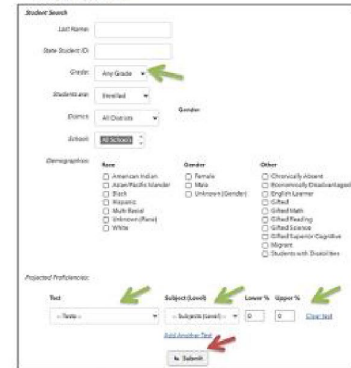 Student Search
Last Name:
State Student ID:
Grade: Any Grade
Students are: Enrolled
Gender
District: All Districts
School: All Schools
Demographics:
Race Gender Other
American Indian Female Chronically Absent
Asian/Pacific Islander Male Economically Disadvantaged
Black Unknown (Gender) English Learner
Hispanic Gifted
Multi Racial Gifted Math
Unknown (Race) Gifted Reading
White Gifted Science
Gifted Superior Cognitive
Migrant
Students with Disabilities
Projected Proficiencies:
Test Subject (Level) Lower % Upper %
-- Tests -- -- Subjects (Level) -- 0 0 Clear test
Add Another Test
Submit